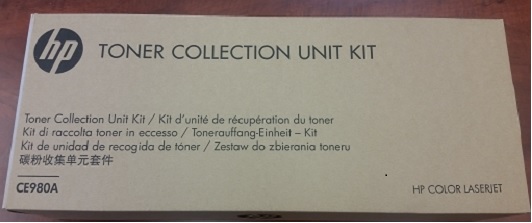 hp TONER COLLECTION UNIT KIT
Toner Collection Unit Kit / Kit d'unité de récupération du toner
Kit di raccolta toner in eccesso / Tonerauffang-Einheit – Kit
Kit de unidad de recogida de tóner / Zestaw do zbierania toneru
碳粉收集单元套件
CE980A
HP COLOR LASERJET